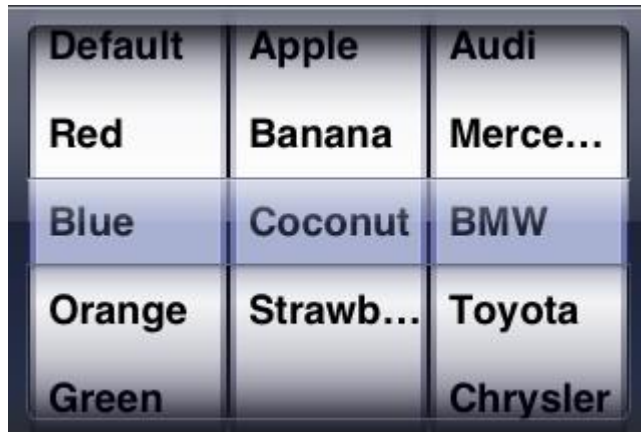 Default Apple Audi
Red Banana Merce...
Blue Coconut BMW
Orange Strawb... Toyota
Green Chrysler